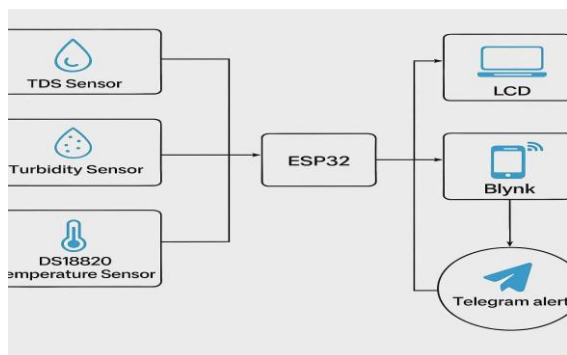 TDS Sensor
Turbidity Sensor
DS18820
emperature Sensor
ESP32
LCD
Blynk
Telegram alert